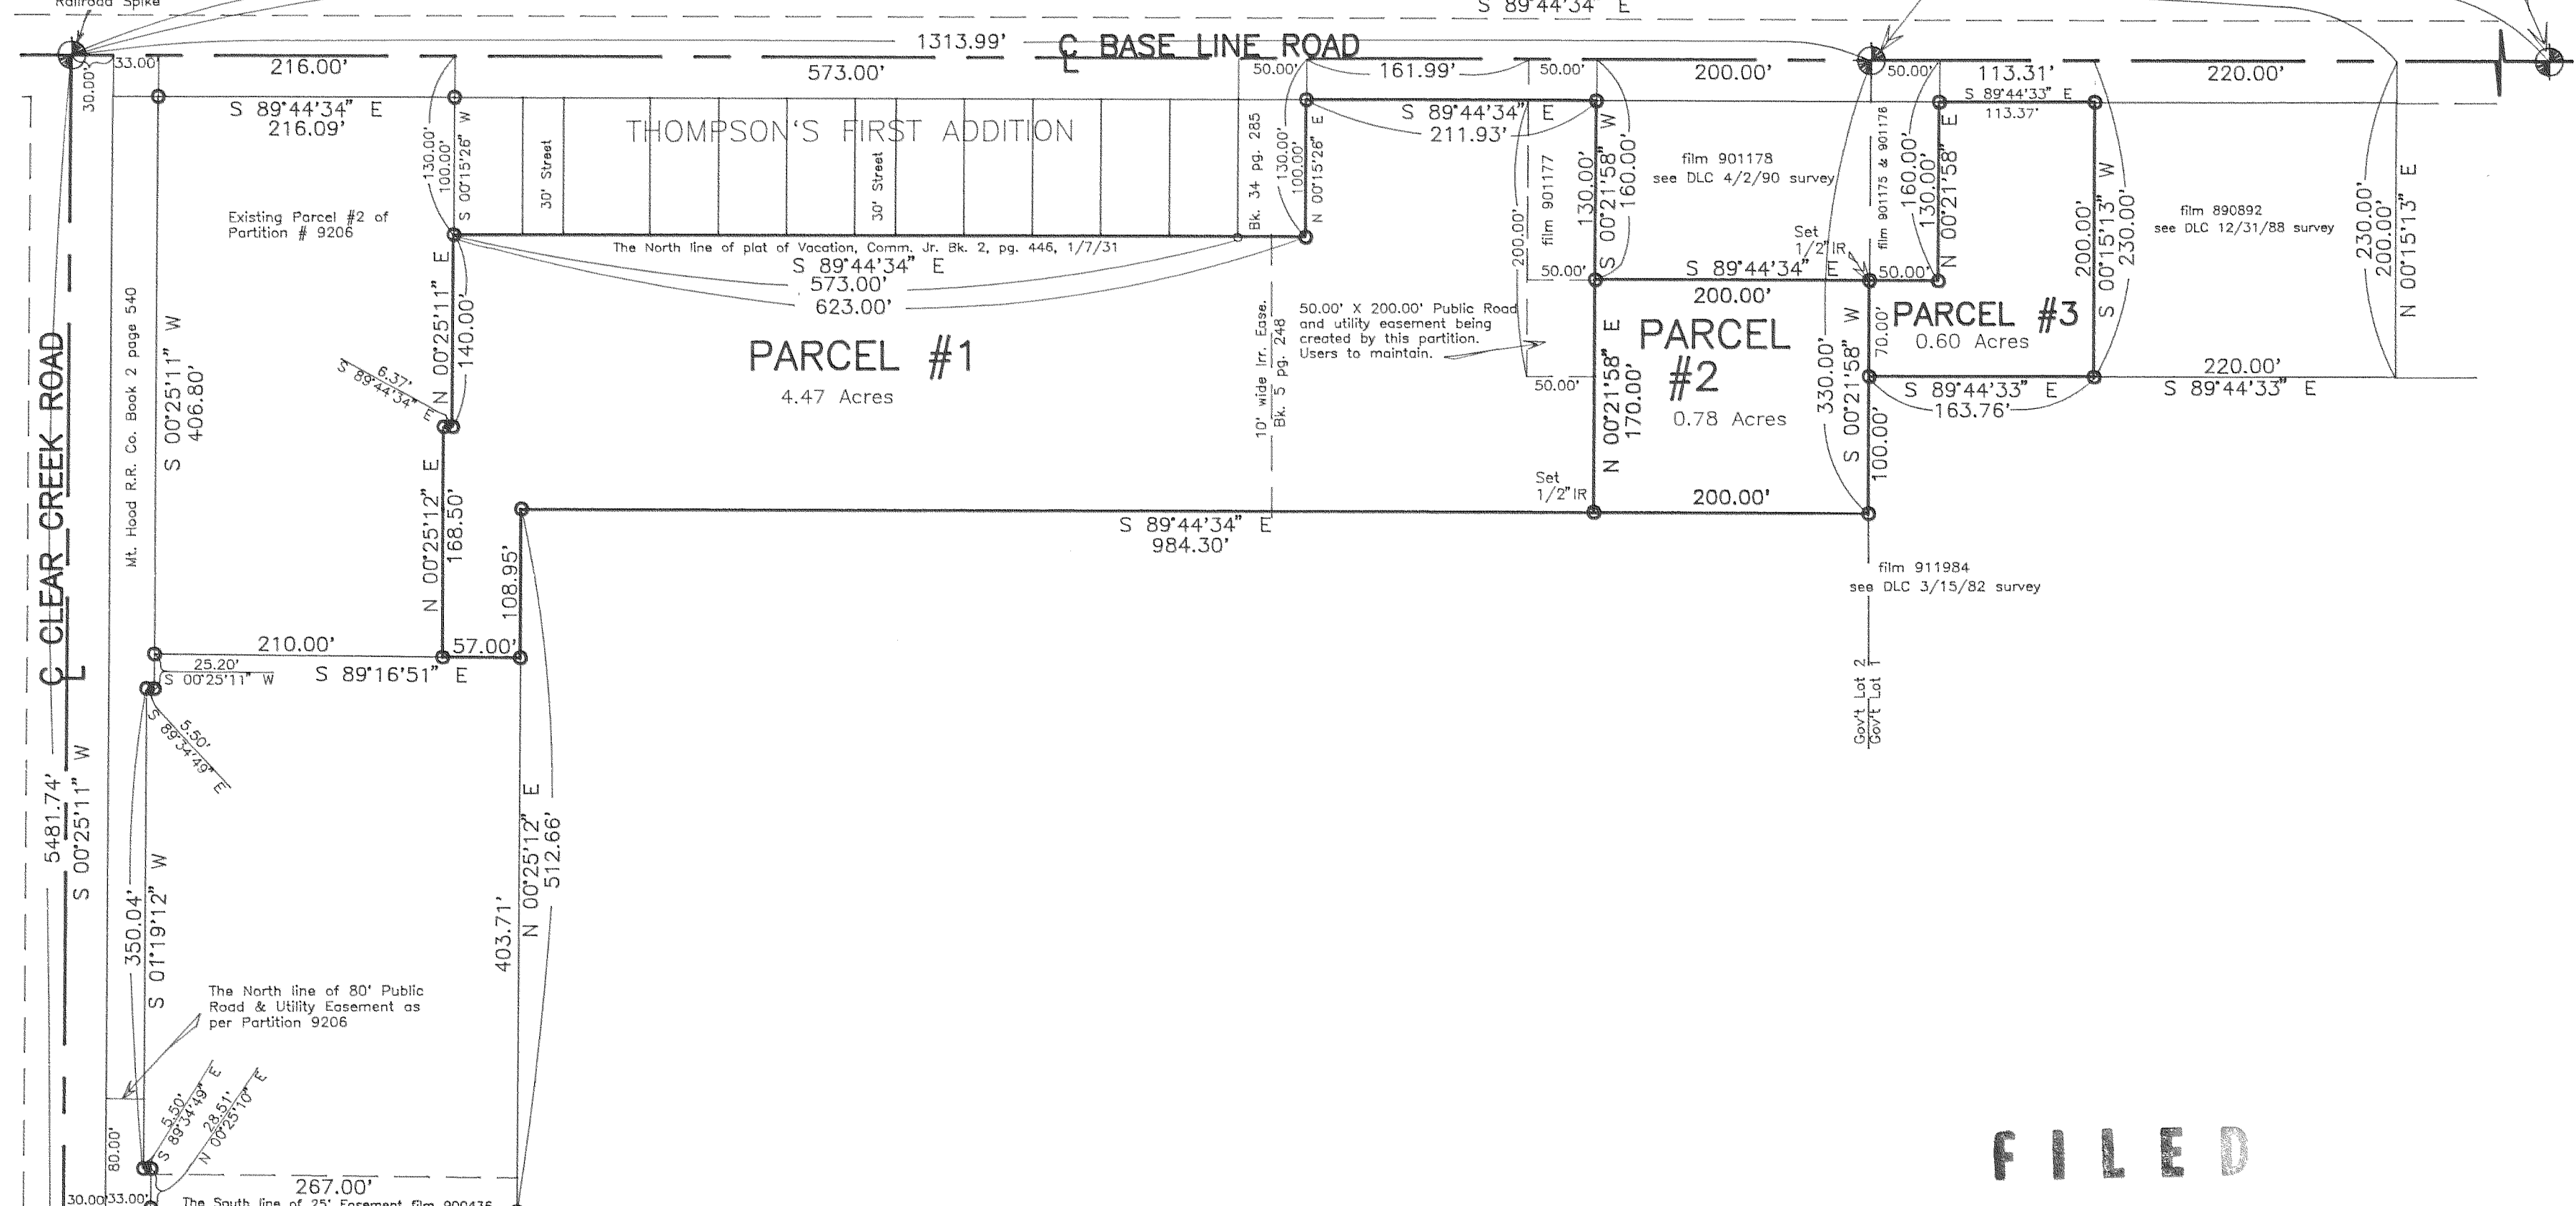 Railroad Spike
S 89°44'34" E
1313.99'
C L BASE LINE ROAD
33.00'
216.00'
573.00'
50.00'
161.99'
50.00'
200.00'
50.00'
113.31'
220.00'
30.00'
S 89°44'34" E
216.09'
THOMPSON'S FIRST ADDITION
S 89°44'34" E
211.93'
S 89°44'33" E
113.37'
130.00'
100.00'
S 00°15'26" W
30' Street
30' Street
Bk. 34 pg. 285
130.00'
100.00'
N 00°15'26" E
film 901177
200.00'
130.00'
S 00°21'58" W
160.00'
film 901178
see DLC 4/2/90 survey
film 901175 & 901176
160.00'
130.00'
N 00°21'58" E
200.00'
S 00°15'13" W
230.00'
film 890892
see DLC 12/31/88 survey
230.00'
200.00'
N 00°15'13" E
Existing Parcel #2 of
Partition # 9206
The North line of plat of Vacation, Comm. Jr. Bk. 2, pg. 446, 1/7/31
S 89°44'34" E
573.00'
623.00'
Set
1/2" IR
50.00'
S 89°44'34" E
50.00'
200.00'
Mt. Hood R.R. Co. Book 2 page 540
S 00°25'11" W
406.80'
N 00°25'11" E
140.00'
6.37'
S 89°44'34" E
PARCEL #1
4.47 Acres
10' wide Irr. Ease.
Bk. 5 pg. 248
50.00' X 200.00' Public Road
and utility easement being
created by this partition.
Users to maintain.
50.00'
PARCEL
#2
0.78 Acres
N 00°21'58" E
170.00'
330.00'
S 00°21'58" W
70.00'
100.00'
PARCEL #3
0.60 Acres
S 89°44'33" E
163.76'
220.00'
S 89°44'33" E
C L CLEAR CREEK ROAD
N 00°25'12" E
168.50'
108.95'
Set
1/2" IR
200.00'
S 89°44'34" E
984.30'
film 911984
see DLC 3/15/82 survey
Gov't Lot 2
Gov't Lot 1
210.00'
57.00'
25.20'
S 00°25'11" W
S 89°16'51" E
5.50'
S 89°34'49" E
5481.74'
S 00°25'11" W
350.04'
S 01°19'12" W
403.71'
N 00°25'12" E
512.66'
The North line of 80' Public
Road & Utility Easement as
per Partition 9206
5.50'
S 89°34'49" E
28.51'
N 00°25'10" E
80.00'
267.00'
30.00'
33.00'
The South line of 25' Easement film 900436
FILED